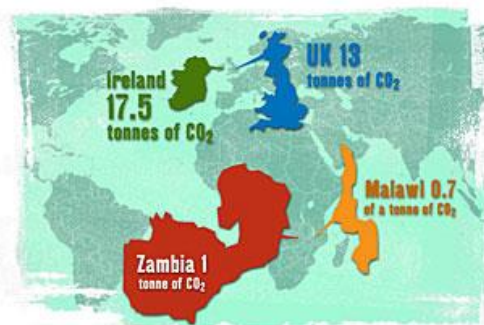 Ireland
17.5
tonnes of CO₂
UK 13
tonnes of CO₂
Malawi 0.7
of a tonne of CO₂
Zambia 1
tonne of CO₂